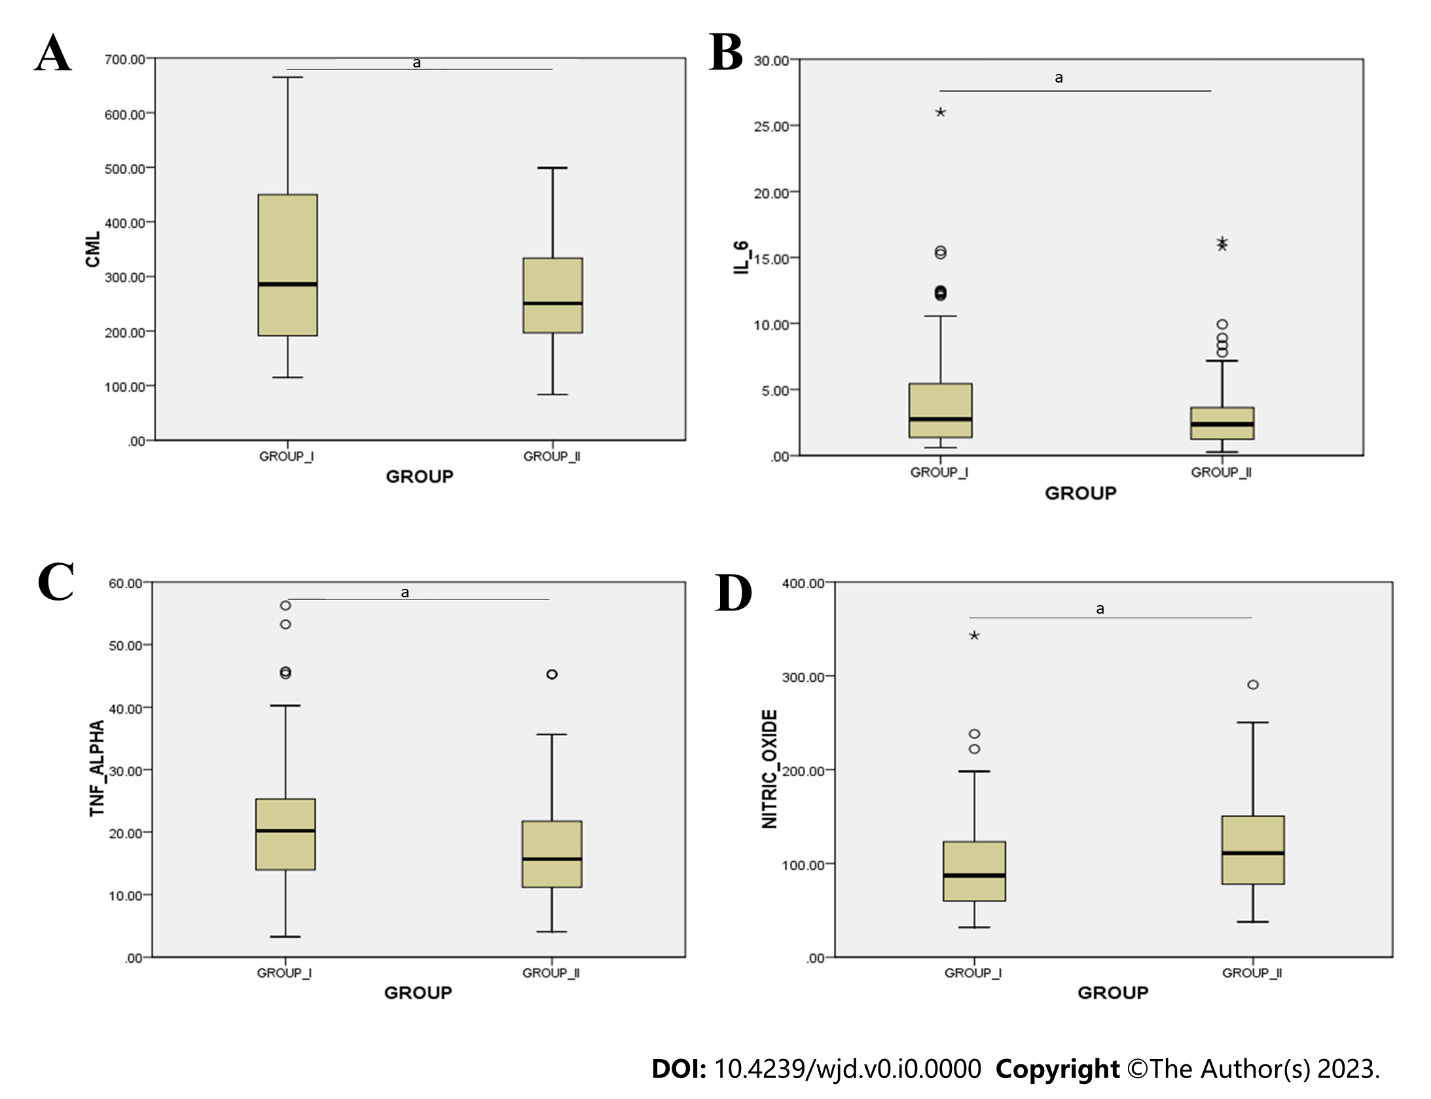 A
700.00
600.00
500.00
400.00
300.00
200.00
100.00
.00
CML
a
GROUP_I
GROUP_II
GROUP
B
30.00
25.00
20.00
15.00
10.00
5.00
.00
IL_6
a
GROUP_I
GROUP_II
GROUP
C
60.00
50.00
40.00
30.00
20.00
10.00
.00
TNF_ALPHA
a
GROUP_I
GROUP_II
GROUP
D
400.00
300.00
200.00
100.00
.00
NITRIC_OXIDE
a
GROUP_I
GROUP_II
GROUP
DOI: 10.4239/wjd.v0.i0.0000 Copyright ©The Author(s) 2023.